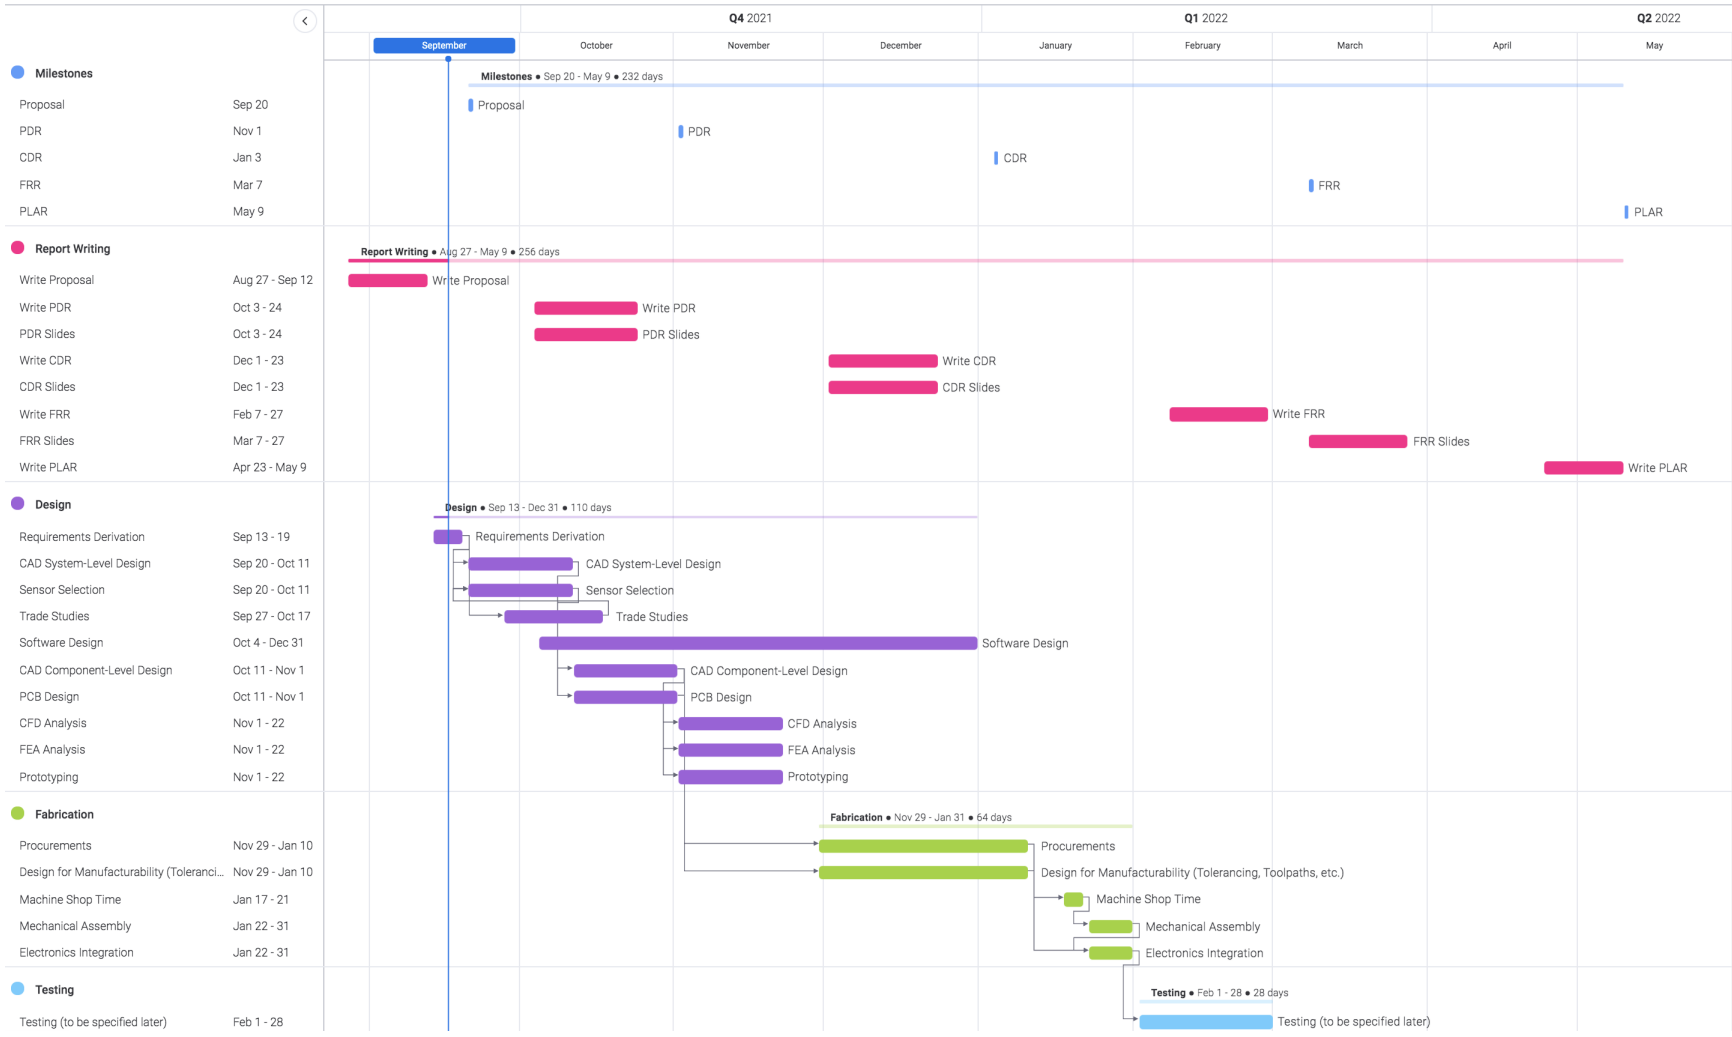 Q4 2021 Q1 2022 Q2 2022
September October November December January February March April May
Milestones
Milestones • Sep 20 - May 9 • 232 days
Proposal Sep 20 Proposal
PDR Nov 1 PDR
CDR Jan 3 CDR
FRR Mar 7 FRR
PLAR May 9 PLAR
Report Writing
Report Writing • Aug 27 - May 9 • 256 days
Write Proposal Aug 27 - Sep 12 Write Proposal
Write PDR Oct 3 - 24 Write PDR
PDR Slides Oct 3 - 24 PDR Slides
Write CDR Dec 1 - 23 Write CDR
CDR Slides Dec 1 - 23 CDR Slides
Write FRR Feb 7 - 27 Write FRR
FRR Slides Mar 7 - 27 FRR Slides
Write PLAR Apr 23 - May 9 Write PLAR
Design
Design • Sep 13 - Dec 31 • 110 days
Requirements Derivation Sep 13 - 19 Requirements Derivation
CAD System-Level Design Sep 20 - Oct 11 CAD System-Level Design
Sensor Selection Sep 20 - Oct 11 Sensor Selection
Trade Studies Sep 27 - Oct 17 Trade Studies
Software Design Oct 4 - Dec 31 Software Design
CAD Component-Level Design Oct 11 - Nov 1 CAD Component-Level Design
PCB Design Oct 11 - Nov 1 PCB Design
CFD Analysis Nov 1 - 22 CFD Analysis
FEA Analysis Nov 1 - 22 FEA Analysis
Prototyping Nov 1 - 22 Prototyping
Fabrication
Fabrication • Nov 29 - Jan 31 • 64 days
Procurements Nov 29 - Jan 10 Procurements
Design for Manufacturability (Toleranci... Nov 29 - Jan 10 Design for Manufacturability (Tolerancing, Toolpaths, etc.)
Machine Shop Time Jan 17 - 21 Machine Shop Time
Mechanical Assembly Jan 22 - 31 Mechanical Assembly
Electronics Integration Jan 22 - 31 Electronics Integration
Testing
Testing • Feb 1 - 28 • 28 days
Testing (to be specified later) Feb 1 - 28 Testing (to be specified later)